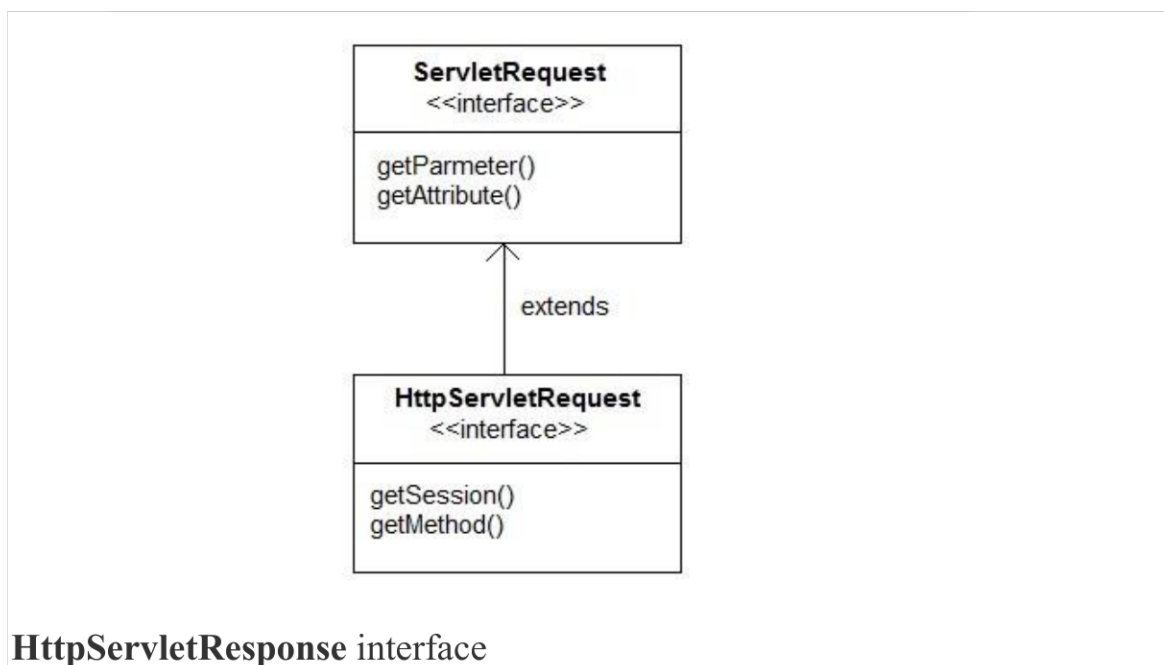 ServletRequest
<<interface>>
getParmeter()
getAttribute()
extends
HttpServletRequest
<<interface>>
getSession()
getMethod()
HttpServletResponse interface